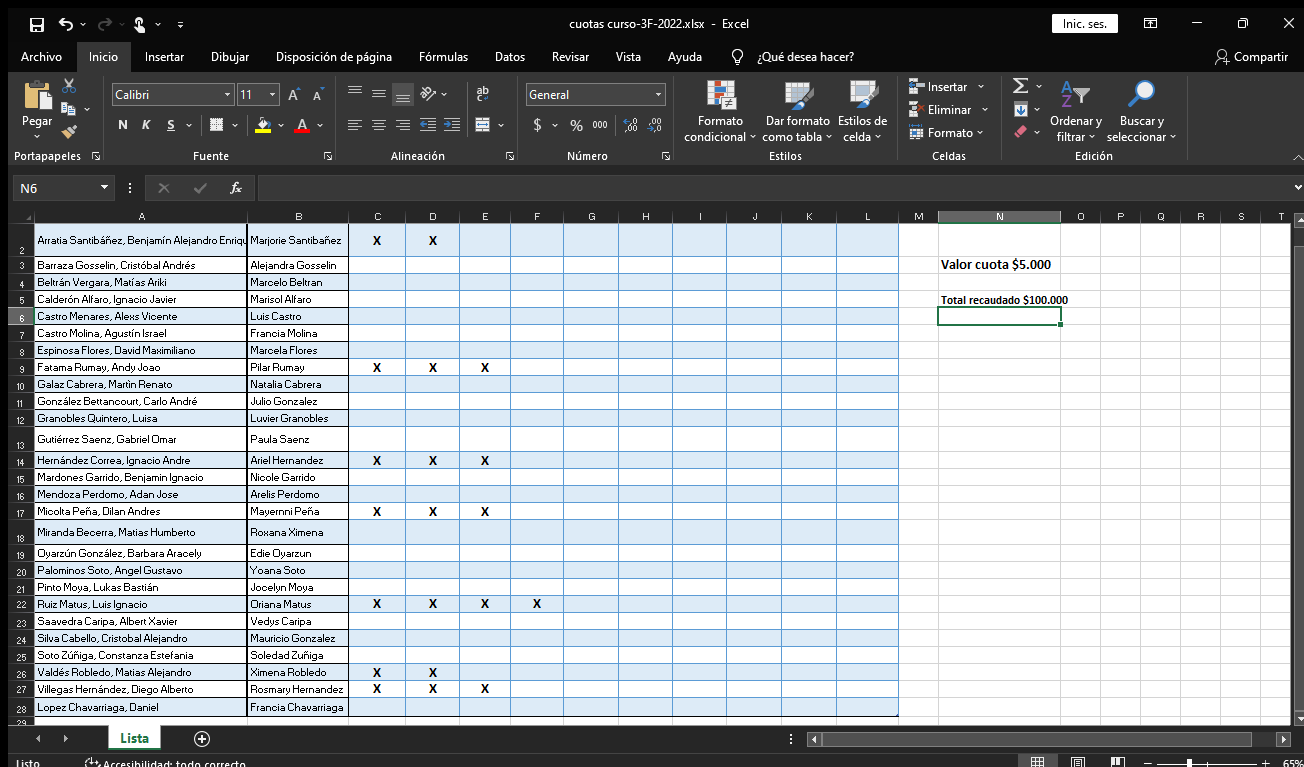 cuotas curso-3F-2022.xlsx - Excel
Inic. ses.
Archivo Inicio Insertar Dibujar Disposición de página Fórmulas Datos Revisar Vista Ayuda ¿Qué desea hacer? Compartir
Pegar
Portapapeles
Calibri 11
N K S
Fuente
Alineación
General
$ % 000
Número
Formato condicional
Dar formato como tabla
Estilos de celda
Estilos
Insertar
Eliminar
Formato
Celdas
Ordenar y filtrar
Buscar y seleccionar
Edición
N6 fx
A B C D E F G H I J K L M N O P Q R S T
2 Arratia Santibáñez, Benjamín Alejandro Enriqu Marjorie Santibañez X X
3 Barraza Gosselin, Cristóbal Andrés Alejandra Gosselin Valor cuota $5.000
4 Beltrán Vergara, Matías Ariki Marcelo Beltran
5 Calderón Alfaro, Ignacio Javier Marisol Alfaro Total recaudado $100.000
6 Castro Menares, Alexs Vicente Luis Castro
7 Castro Molina, Agustín Israel Francia Molina
8 Espinosa Flores, David Maximiliano Marcela Flores
9 Fatama Rumay, Andy Joao Pilar Rumay X X X
10 Galaz Cabrera, Martín Renato Natalia Cabrera
11 González Bettancourt, Carlo André Julio Gonzalez
12 Granobles Quintero, Luisa Luvier Granobles
13 Gutiérrez Saenz, Gabriel Omar Paula Saenz
14 Hernández Correa, Ignacio Andre Ariel Hernandez X X X
15 Mardones Garrido, Benjamin Ignacio Nicole Garrido
16 Mendoza Perdomo, Adan Jose Arelis Perdomo
17 Micolta Peña, Dilan Andres Mayernni Peña X X X
18 Miranda Becerra, Matias Humberto Roxana Ximena
19 Oyarzún González, Barbara Aracely Edie Oyarzun
20 Palominos Soto, Angel Gustavo Yoana Soto
21 Pinto Moya, Lukas Bastián Jocelyn Moya
22 Ruiz Matus, Luis Ignacio Oriana Matus X X X X
23 Saavedra Caripa, Albert Xavier Vedys Caripa
24 Silva Cabello, Cristobal Alejandro Mauricio Gonzalez
25 Soto Zúñiga, Constanza Estefania Soledad Zuñiga
26 Valdés Robledo, Matias Alejandro Ximena Robledo X X
27 Villegas Hernández, Diego Alberto Rosmary Hernandez X X X
28 Lopez Chavarriaga, Daniel Francia Chavarriaga
29
Lista
Listo Accesibilidad: todo correcto 65%